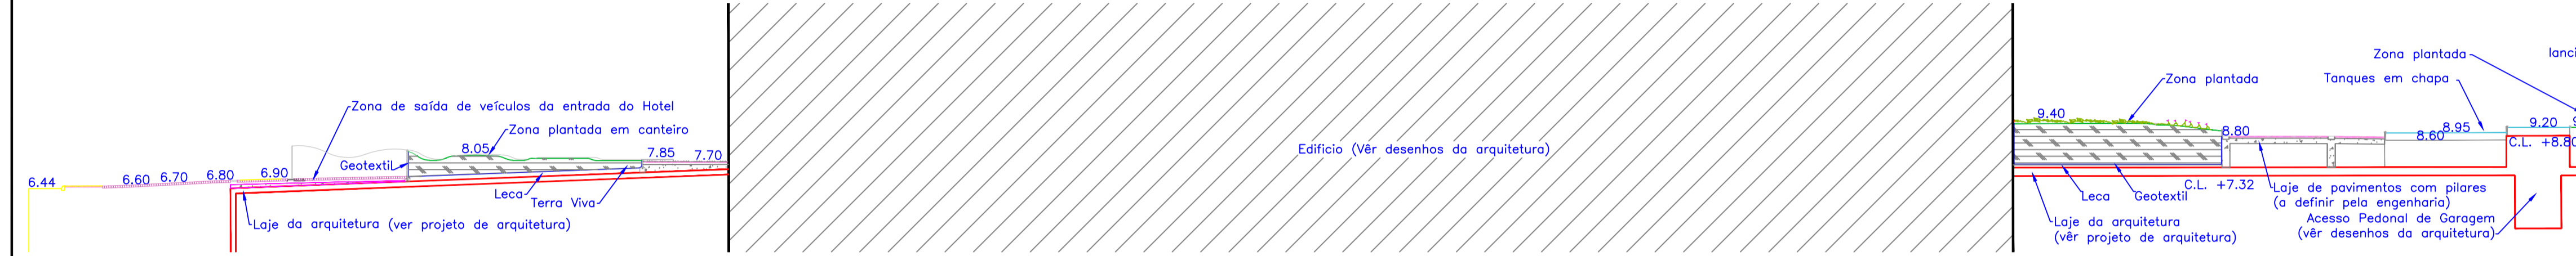 Zona de saída de veículos da entrada do Hotel
Zona plantada em canteiro
8.05
7.85
7.70
Geotextil
6.44
6.60
6.70
6.80
6.90
Leca
Terra Viva
Laje da arquitetura (ver projeto de arquitetura)
Edificio (Vêr desenhos da arquitetura)
9.40
Zona plantada
8.80
Zona plantada
Tanques em chapa
8.60
8.95
9.20
C.L. +8.80
C.L. +7.32
Leca
Geotextil
Laje de pavimentos com pilares
(a definir pela engenharia)
Laje da arquitetura
(vêr projeto de arquitetura)
Acesso Pedonal de Garagem
(vêr desenhos da arquitetura)